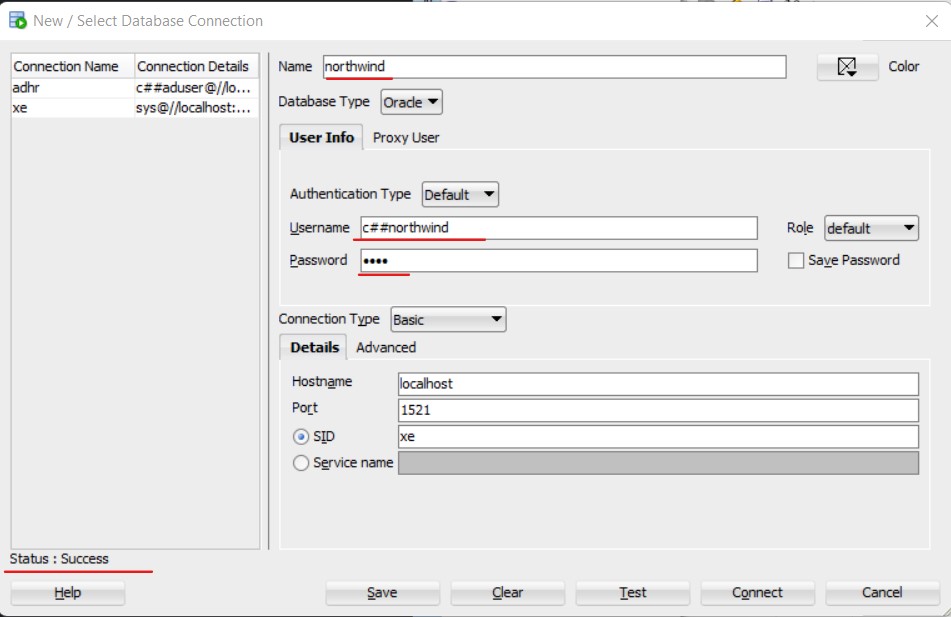 New / Select Database Connection
Connection Name Connection Details
adhr c##aduser@//lo...
xe sys@//localhost:...
Name northwind Color
Database Type Oracle
User Info Proxy User
Authentication Type Default
Username c##northwind Role default
Password •••• Save Password
Connection Type Basic
Details Advanced
Hostname localhost
Port 1521
SID xe
Service name
Status : Success
Help Save Clear Test Connect Cancel